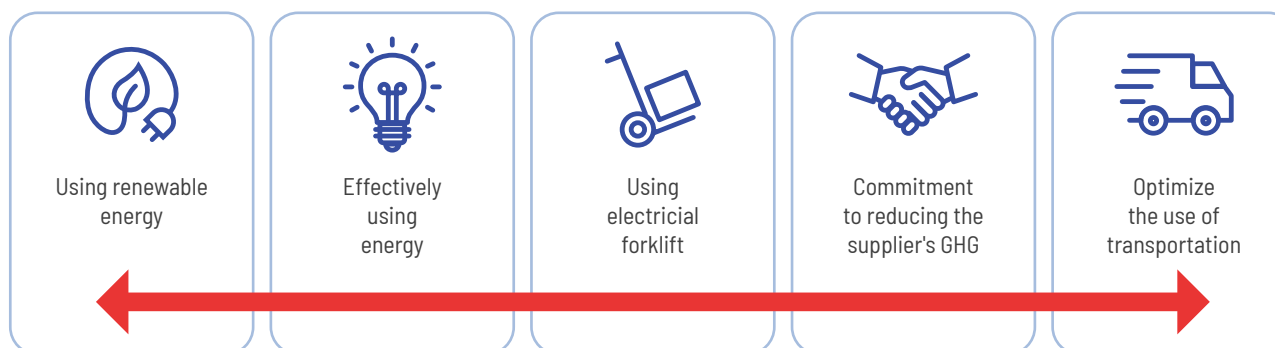 Using renewable
energy
Effectively
using
energy
Using
electricial
forklift
Commitment
to reducing the
supplier's GHG
Optimize
the use of
transportation